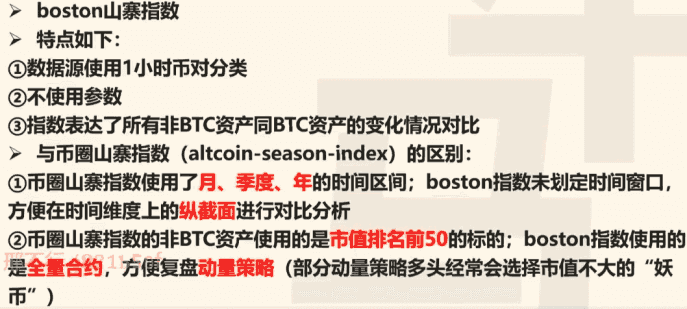 ➢ boston山寨指数
➢ 特点如下：
①数据源使用1小时币对分类
②不使用参数
③指数表达了所有非BTC资产同BTC资产的变化情况对比
➢ 与币圈山寨指数（altcoin-season-index）的区别：
①币圈山寨指数使用了月、季度、年的时间区间；boston指数未划定时间窗口，
方便在时间维度上的纵截面进行对比分析
②币圈山寨指数的非BTC资产使用的是市值排名前50的标的；boston指数使用的
是全量合约，方便复盘动量策略（部分动量策略多头经常会选择市值不大的“妖
币”）